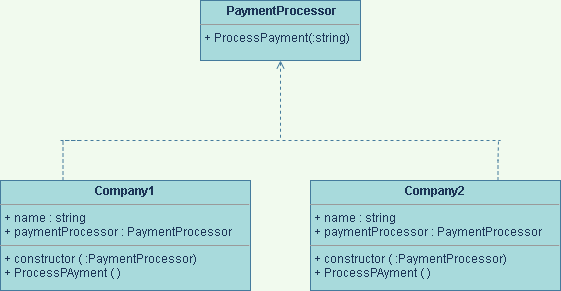 PaymentProcessor
+ ProcessPayment(:string)
Company1
+ name : string
+ paymentProcessor : PaymentProcessor
+ constructor ( :PaymentProcessor)
+ ProcessPAyment ( )
Company2
+ name : string
+ paymentProcessor : PaymentProcessor
+ constructor ( :PaymentProcessor)
+ ProcessPAyment ( )